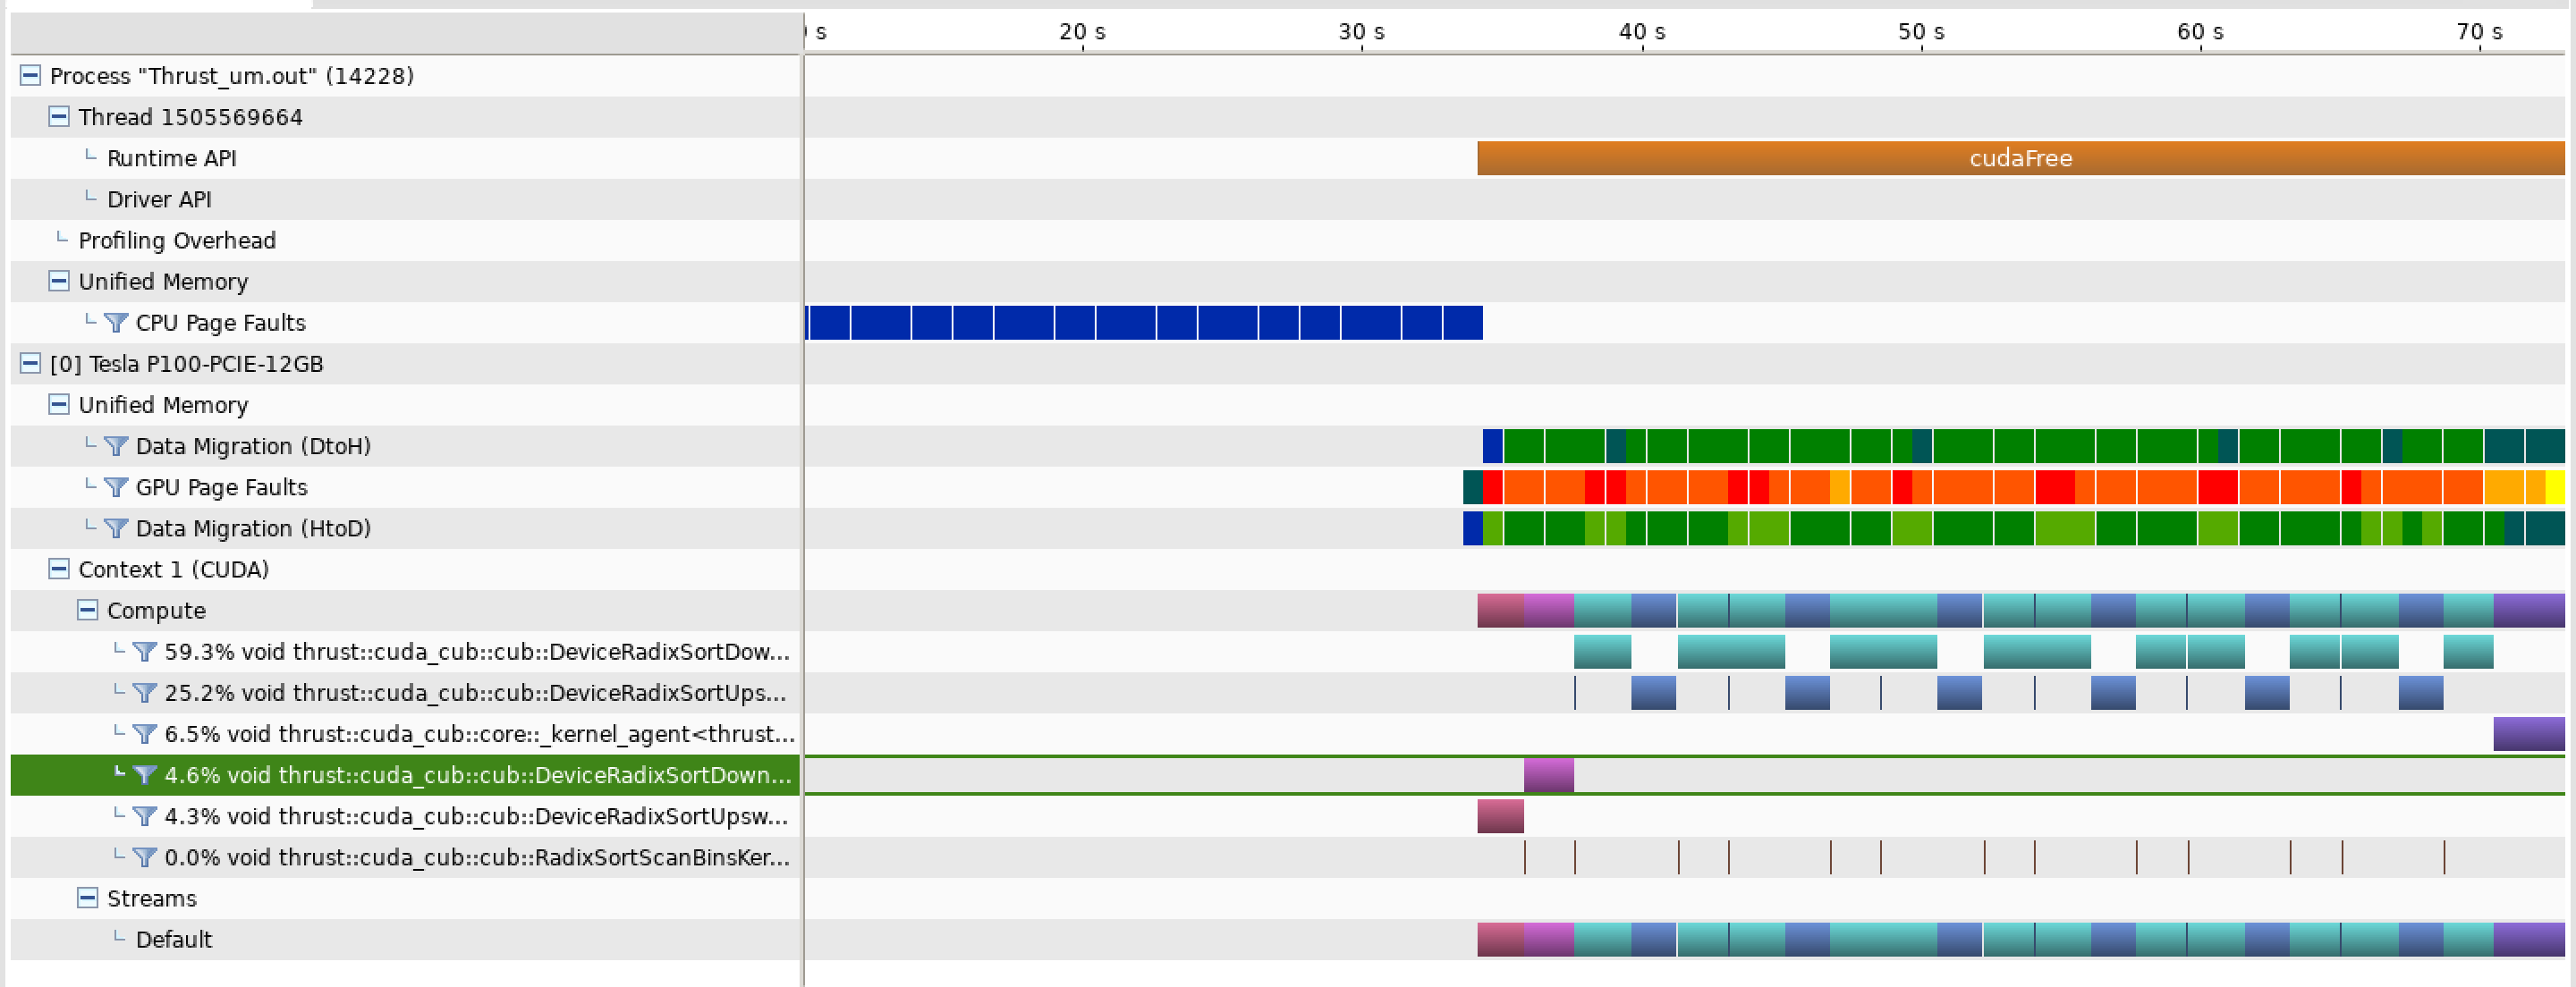 s 20 s 30 s 40 s 50 s 60 s 70 s
Process "Thrust_um.out" (14228)
Thread 1505569664
Runtime API cudaFree
Driver API
Profiling Overhead
Unified Memory
CPU Page Faults
[0] Tesla P100-PCIE-12GB
Unified Memory
Data Migration (DtoH)
GPU Page Faults
Data Migration (HtoD)
Context 1 (CUDA)
Compute
59.3% void thrust::cuda_cub::cub::DeviceRadixSortDow...
25.2% void thrust::cuda_cub::cub::DeviceRadixSortUps...
6.5% void thrust::cuda_cub::core::_kernel_agent<thrust...
4.6% void thrust::cuda_cub::cub::DeviceRadixSortDown...
4.3% void thrust::cuda_cub::cub::DeviceRadixSortUpsw...
0.0% void thrust::cuda_cub::cub::RadixSortScanBinsKer...
Streams
Default